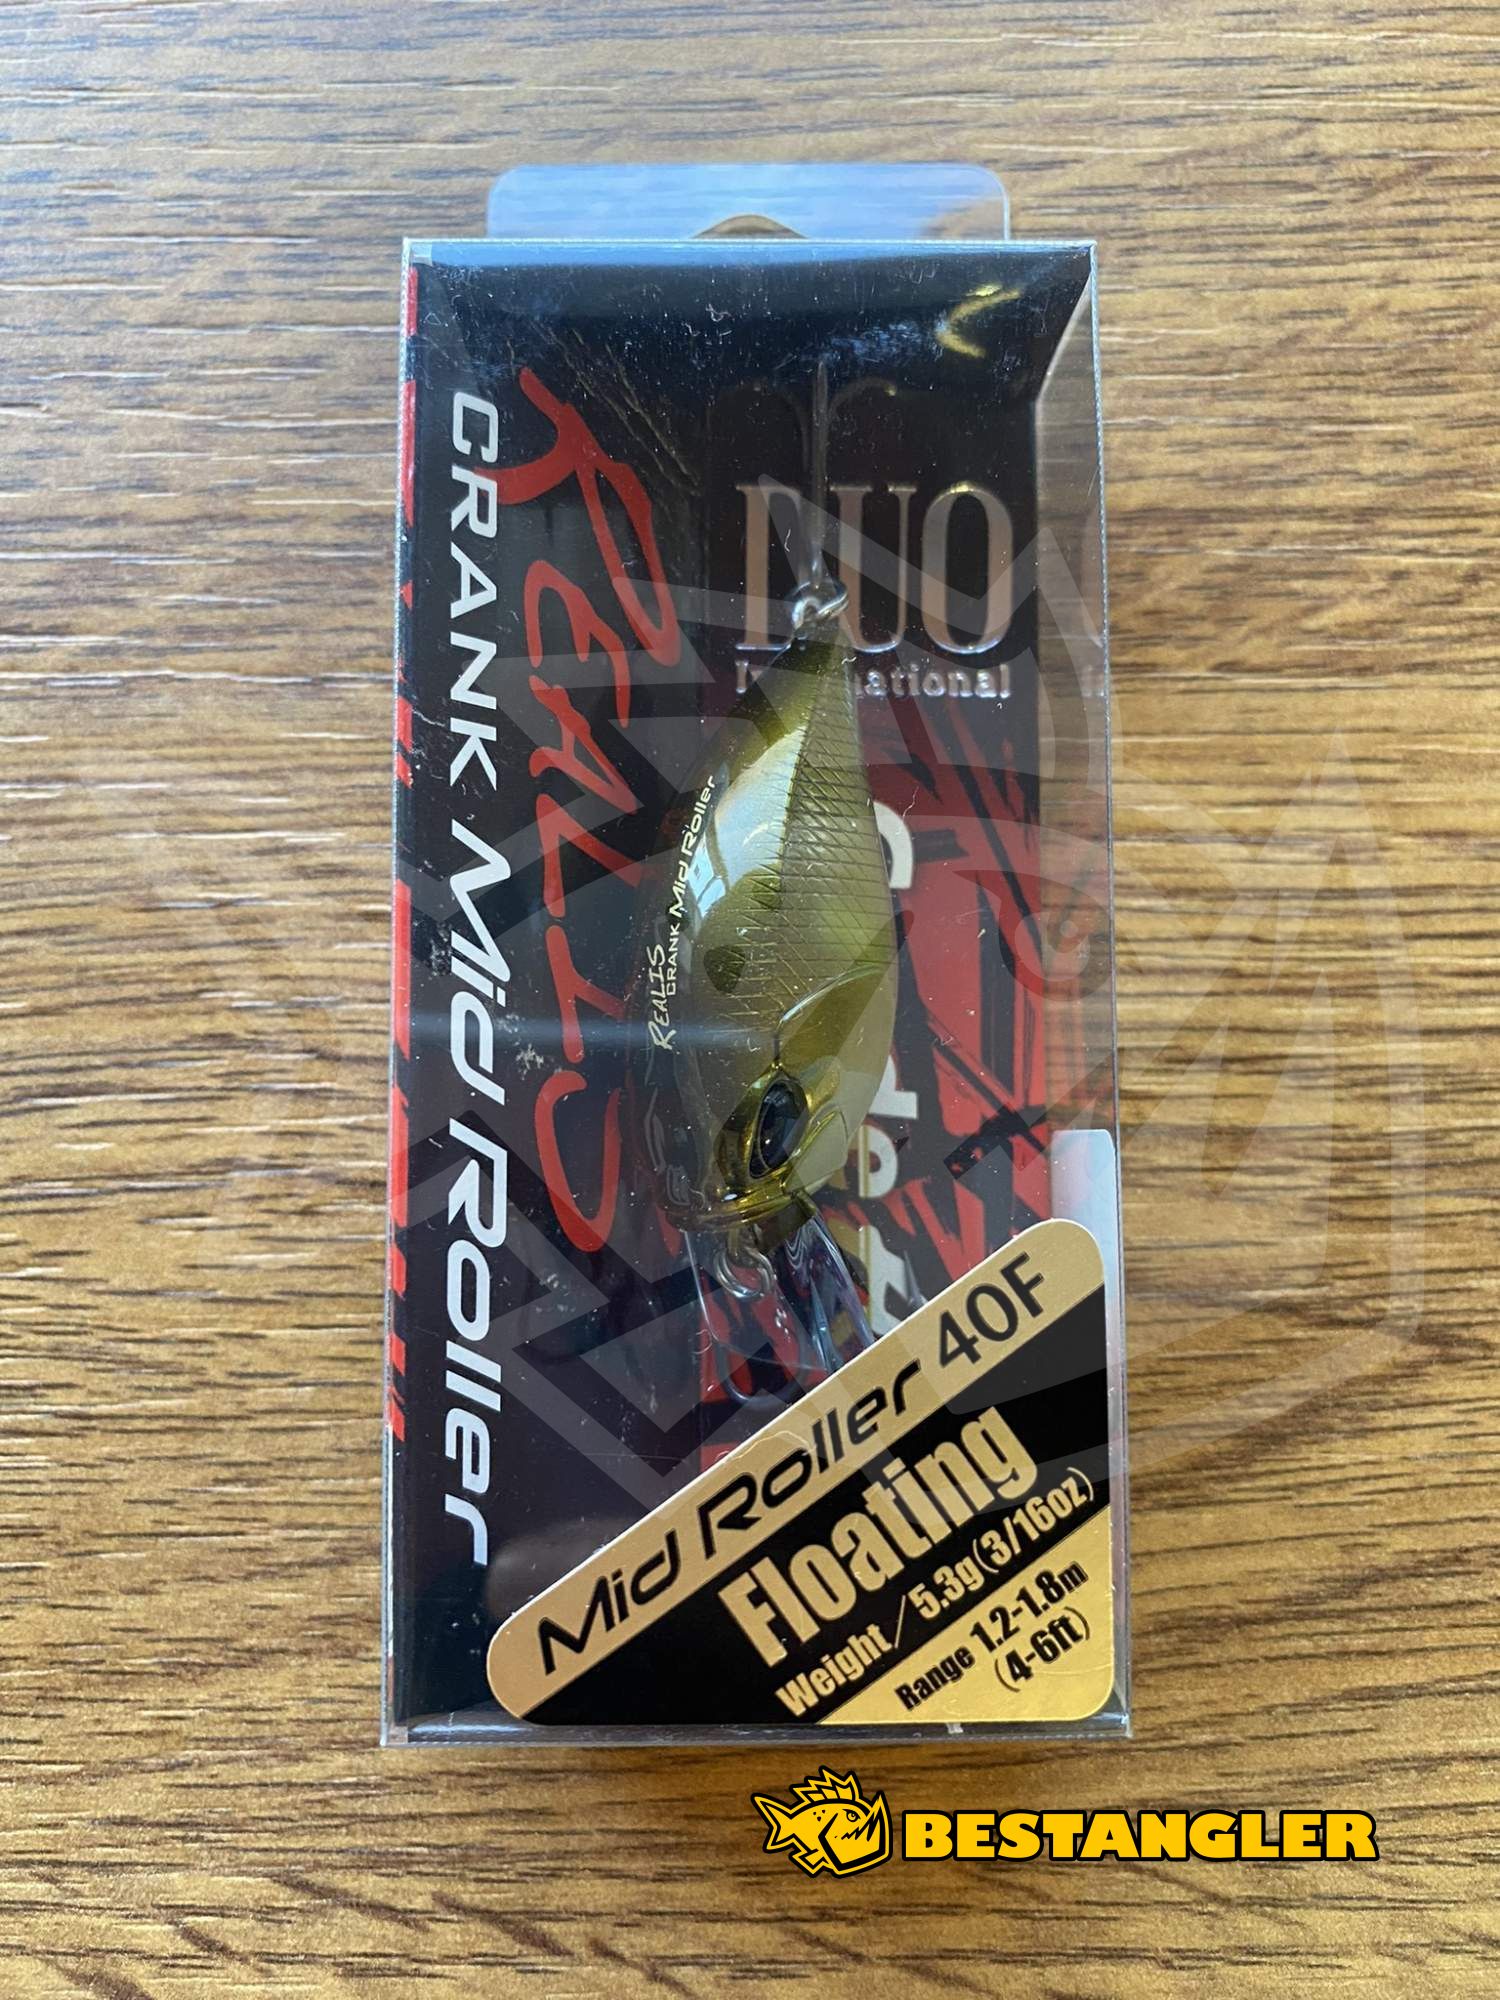 CRANK Mid Roller
REALIS
DUO
International
REALIS
CRANK Mid Roller
Mid Roller 40F
Floating
Weight/5.3g(3/16oz)
Range 1.2-1.8m
(4-6ft)
BESTANGLER